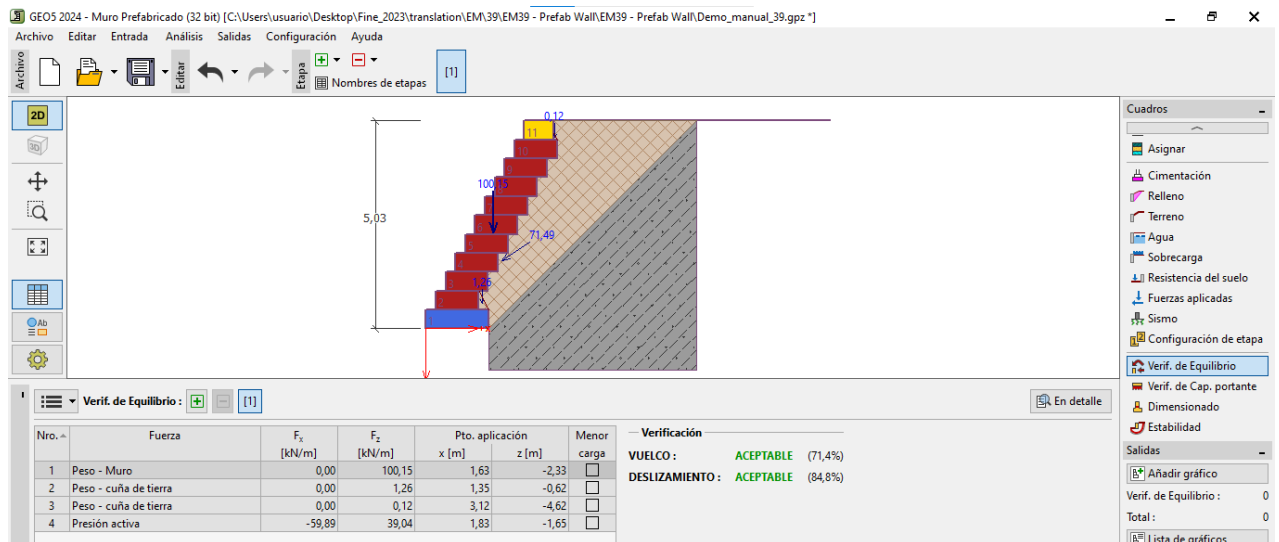 GEO5 2024 - Muro Prefabricado (32 bit) [C:\Users\usuario\Desktop\Fine_2023\translation\EM\39\EM39 - Prefab Wall\EM39 - Prefab Wall\Demo_manual_39.gpz *]
Archivo Editar Entrada Análisis Salidas Configuración Ayuda
Archivo
Editar
Etapa
Nombres de etapas
[1]
2D
3D
Ab
0,12
11
10
9
100,15
6
5
71,49
4
3
1,26
2
1
5,03
Cuadros
Asignar
Cimentación
Relleno
Terreno
Agua
Sobrecarga
Resistencia del suelo
Fuerzas aplicadas
Sismo
Configuración de etapa
Verif. de Equilibrio
Verif. de Cap. portante
Dimensionado
Estabilidad
Salidas
Añadir gráfico
Verif. de Equilibrio : 0
Total : 0
Lista de gráficos
Verif. de Equilibrio : [1]
En detalle
Nro. Fuerza Fx Fz Pto. aplicación Menor
[kN/m] [kN/m] x [m] z [m] carga
1 Peso - Muro 0,00 100,15 1,63 -2,33
2 Peso - cuña de tierra 0,00 1,26 1,35 -0,62
3 Peso - cuña de tierra 0,00 0,12 3,12 -4,62
4 Presión activa -59,89 39,04 1,83 -1,65
Verificación
VUELCO : ACEPTABLE (71,4%)
DESLIZAMIENTO : ACEPTABLE (84,8%)